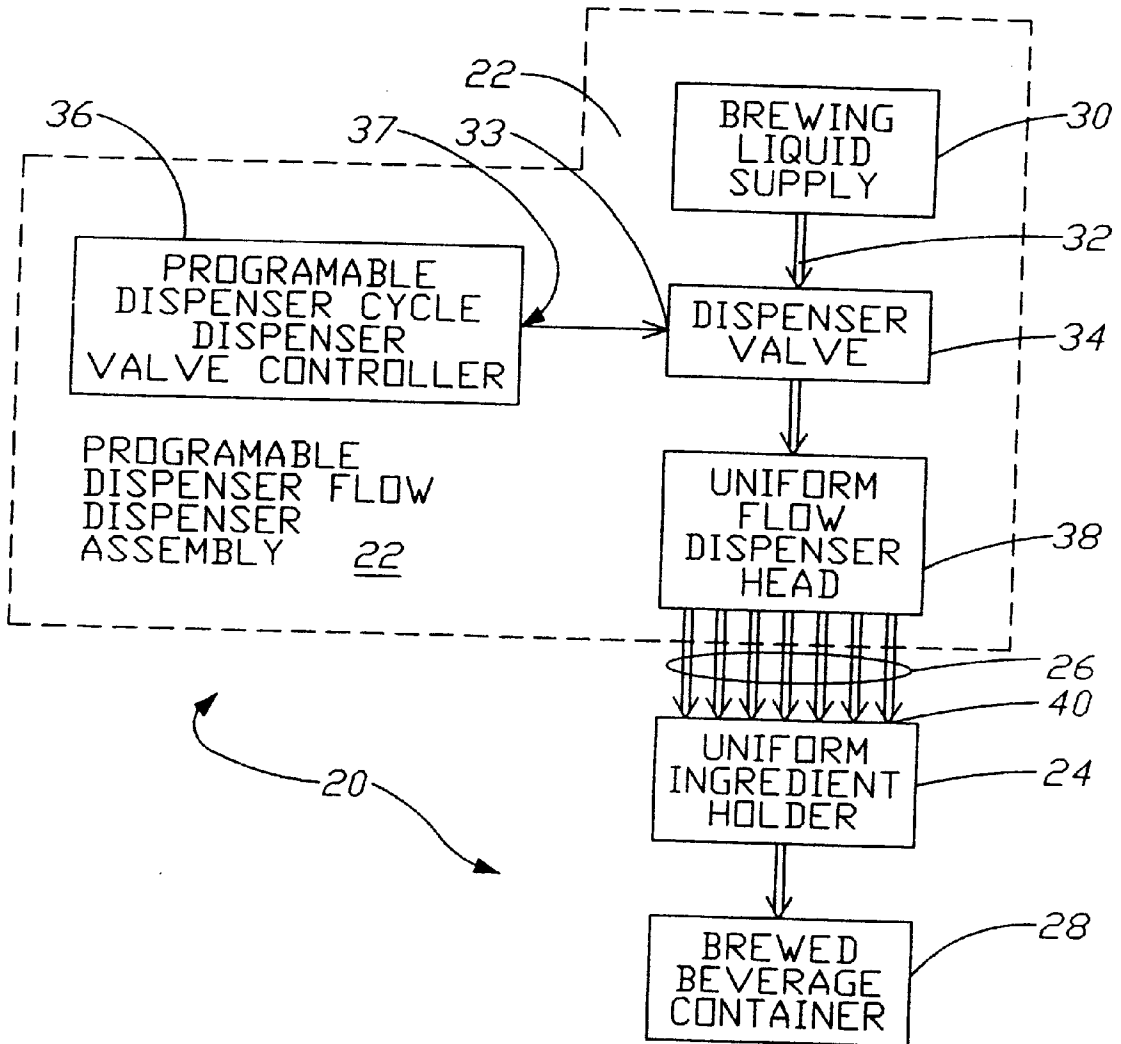 22
BREWING
LIQUID
SUPPLY
30
36
37
33
32
PROGRAMABLE
DISPENSER CYCLE
DISPENSER
VALVE CONTROLLER
DISPENSER
VALVE
34
PROGRAMABLE
DISPENSER FLOW
DISPENSER
ASSEMBLY 22
UNIFORM
FLOW
DISPENSER
HEAD
38
26
40
UNIFORM
INGREDIENT
HOLDER
24
20
BREWED
BEVERAGE
CONTAINER
28